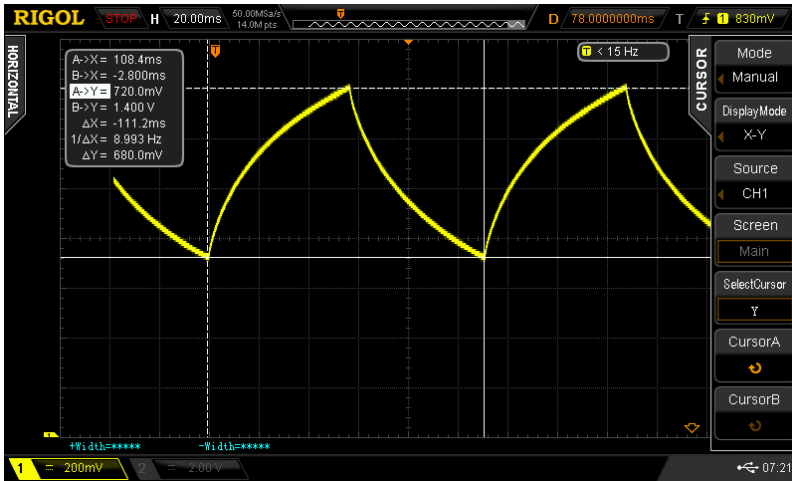 RIGOL STOP H 20.00ms 50.00MSa/s 14.0M pts D 78.0000000ms T 1 830mV
HORIZONTAL
A->X= 108.4ms
B->X= -2.800ms
A->Y= 720.0mV
B->Y= 1.400 V
ΔX= -111.2ms
1/ΔX= 8.993 Hz
ΔY= 680.0mV
T
T < 15 Hz
CURSOR
Mode
Manual
DisplayMode
X-Y
Source
CH1
Screen
Main
SelectCursor
Y
CursorA
CursorB
+Width=***** -Width=*****
1 = 200mV 2 = 2.00 V 07:21